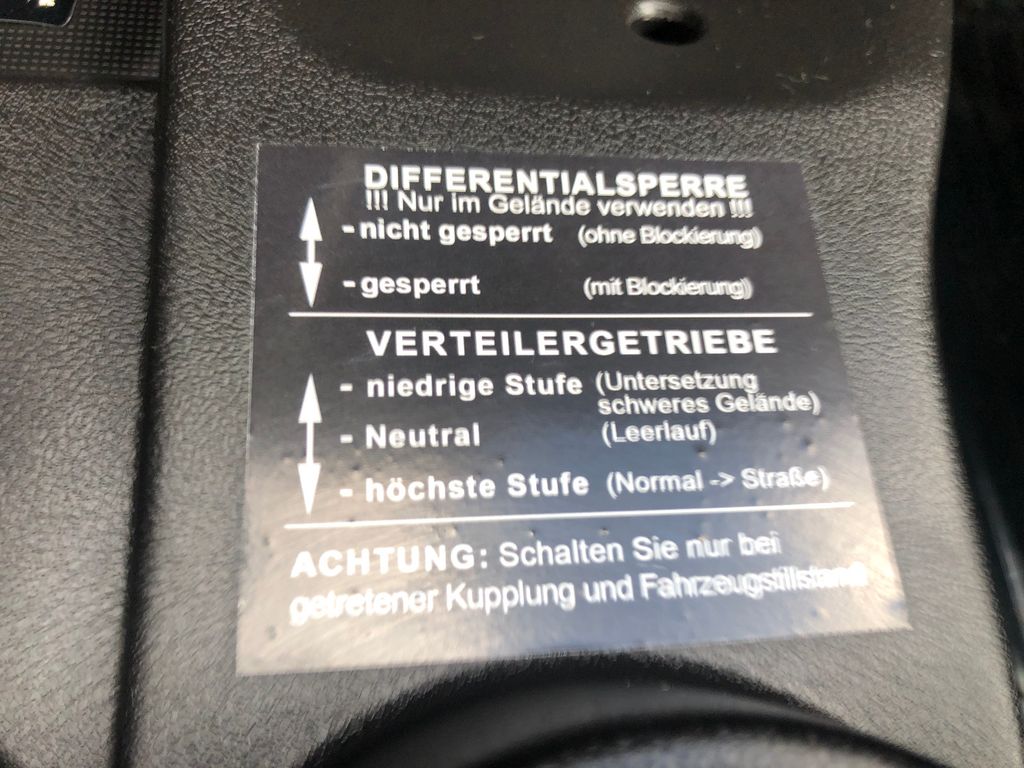 DIFFERENTIALSPERRE
!!! Nur im Gelände verwenden !!!
- nicht gesperrt (ohne Blockierung)
- gesperrt (mit Blockierung)
VERTEILERGETRIEBE
- niedrige Stufe (Untersetzung
schweres Gelände)
- Neutral (Leerlauf)
- höchste Stufe (Normal -> Straße)
ACHTUNG: Schalten Sie nur bei
getretener Kupplung und Fahrzeugstillstand